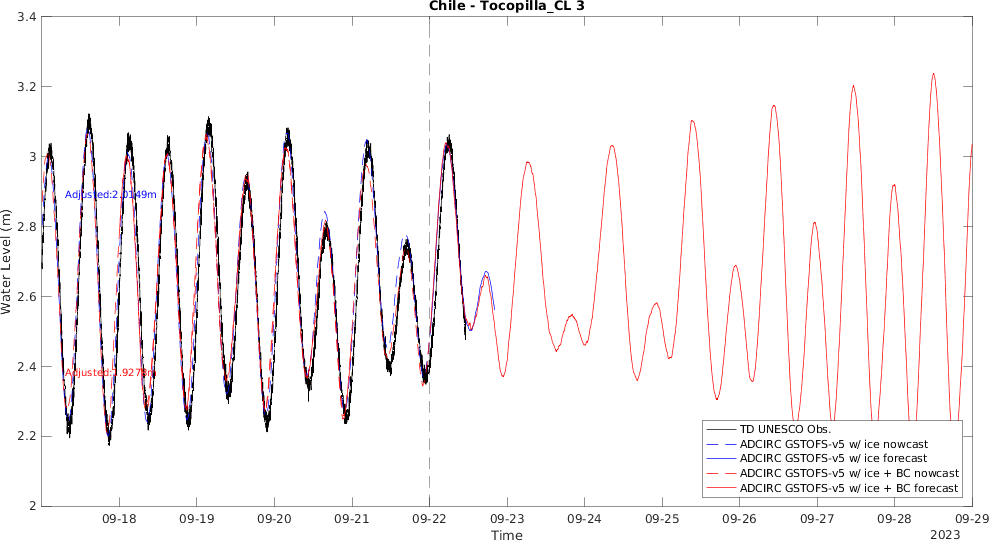 Chile - Tocopilla_CL 3
3.4
3.2
3
2.8
2.6
2.4
2.2
2
Water Level (m)
Adjusted:2.0149m
09-18
09-19
09-20
09-21
09-22
09-23
09-24
09-25
09-26
09-27
09-28
09-29
Time
2023
TD UNESCO Obs.
ADCIRC GSTOFS-v5 w/ ice nowcast
ADCIRC GSTOFS-v5 w/ ice forecast
ADCIRC GSTOFS-v5 w/ ice + BC nowcast
ADCIRC GSTOFS-v5 w/ ice + BC forecast